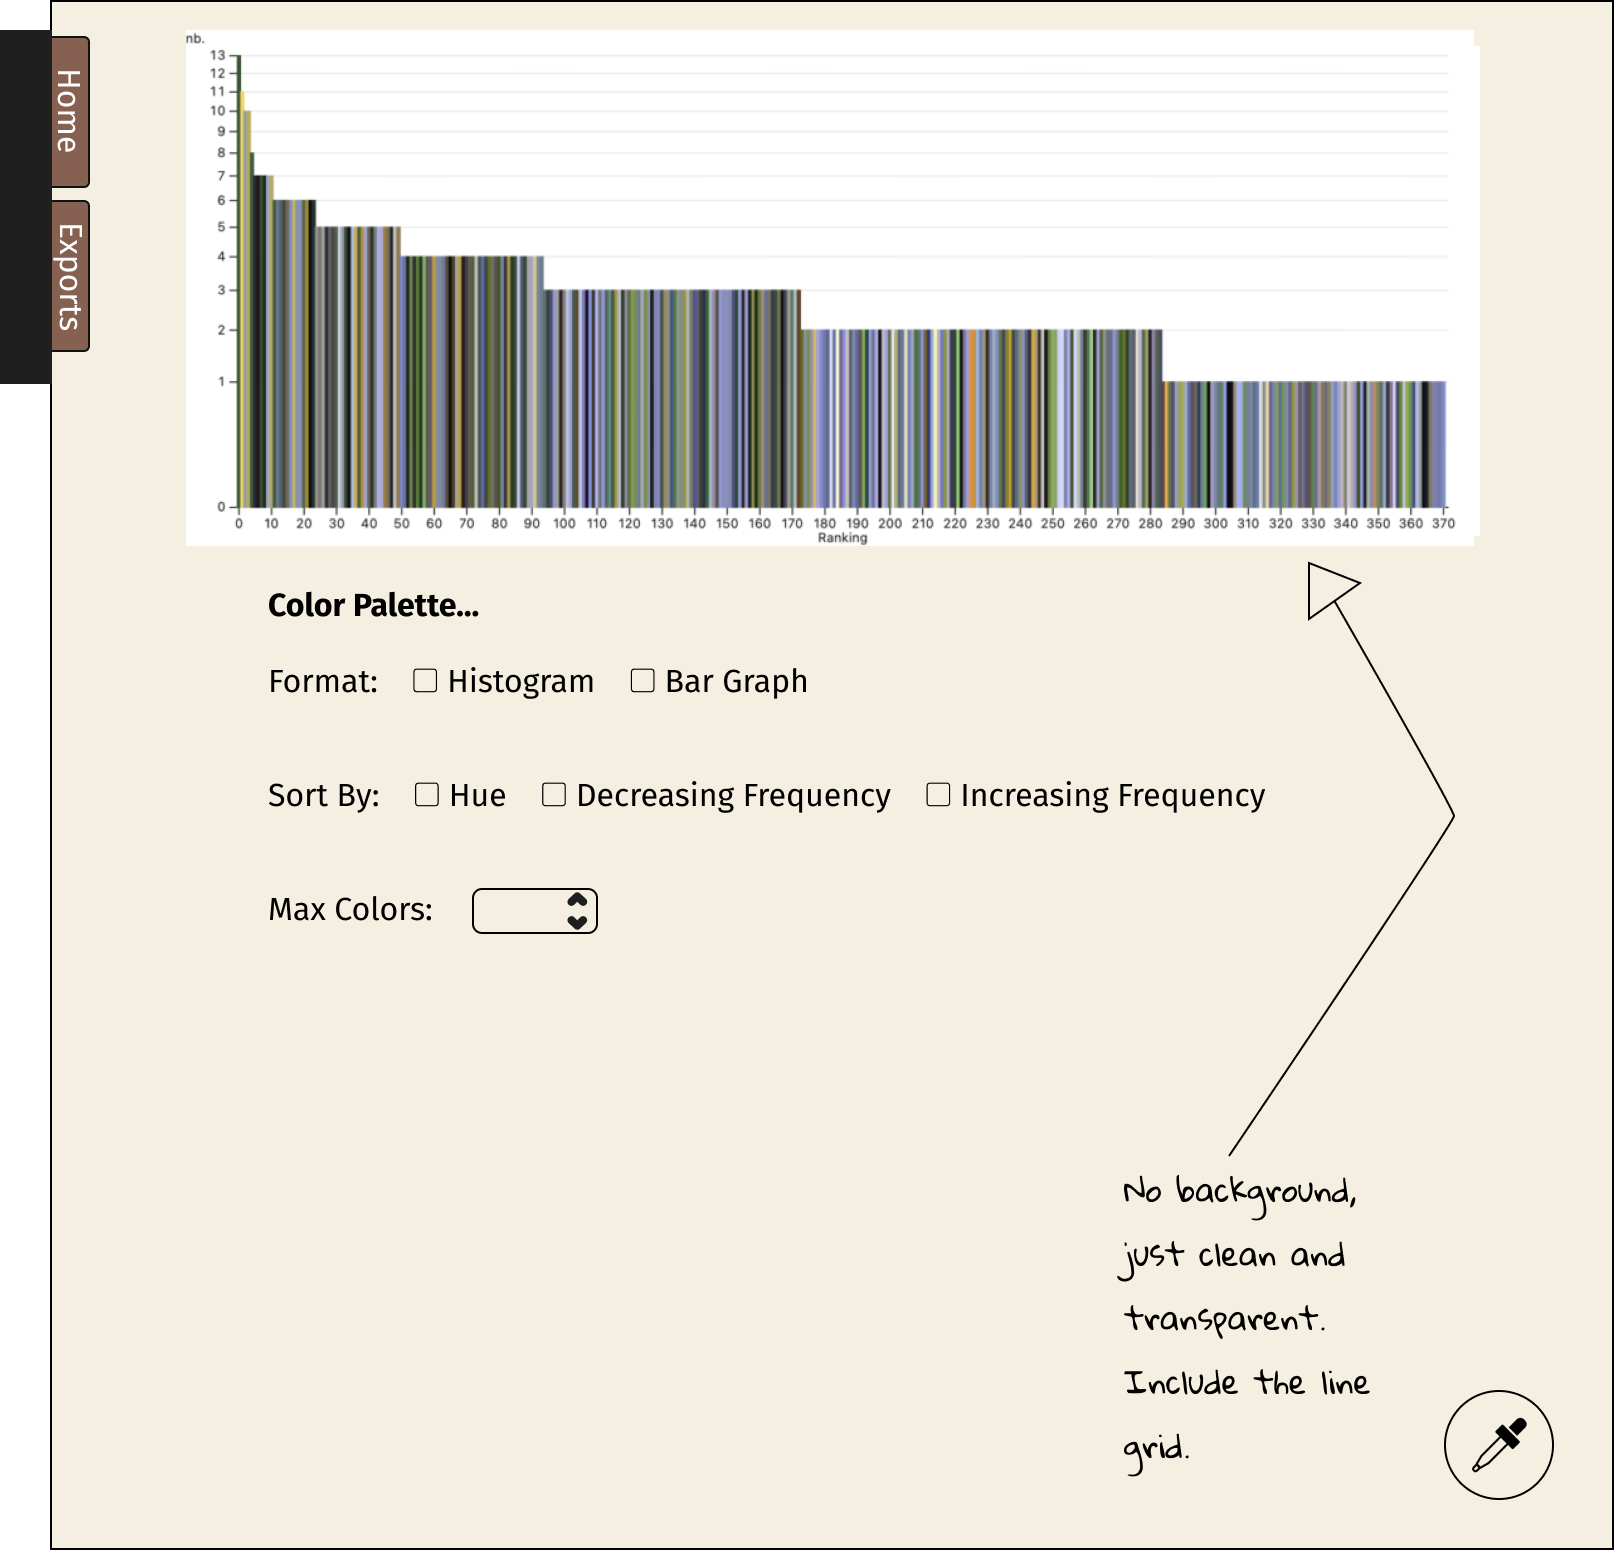 Home
Exports
nb.
13
12
11
10
9
8
7
6
5
4
3
2
1
0
0 10 20 30 40 50 60 70 80 90 100 110 120 130 140 150 160 170 180 190 200 210 220 230 240 250 260 270 280 290 300 310 320 330 340 350 360 370
Ranking
Color Palette...
Format: Histogram Bar Graph
Sort By: Hue Decreasing Frequency Increasing Frequency
Max Colors:
No background,
just clean and
transparent.
Include the line
grid.